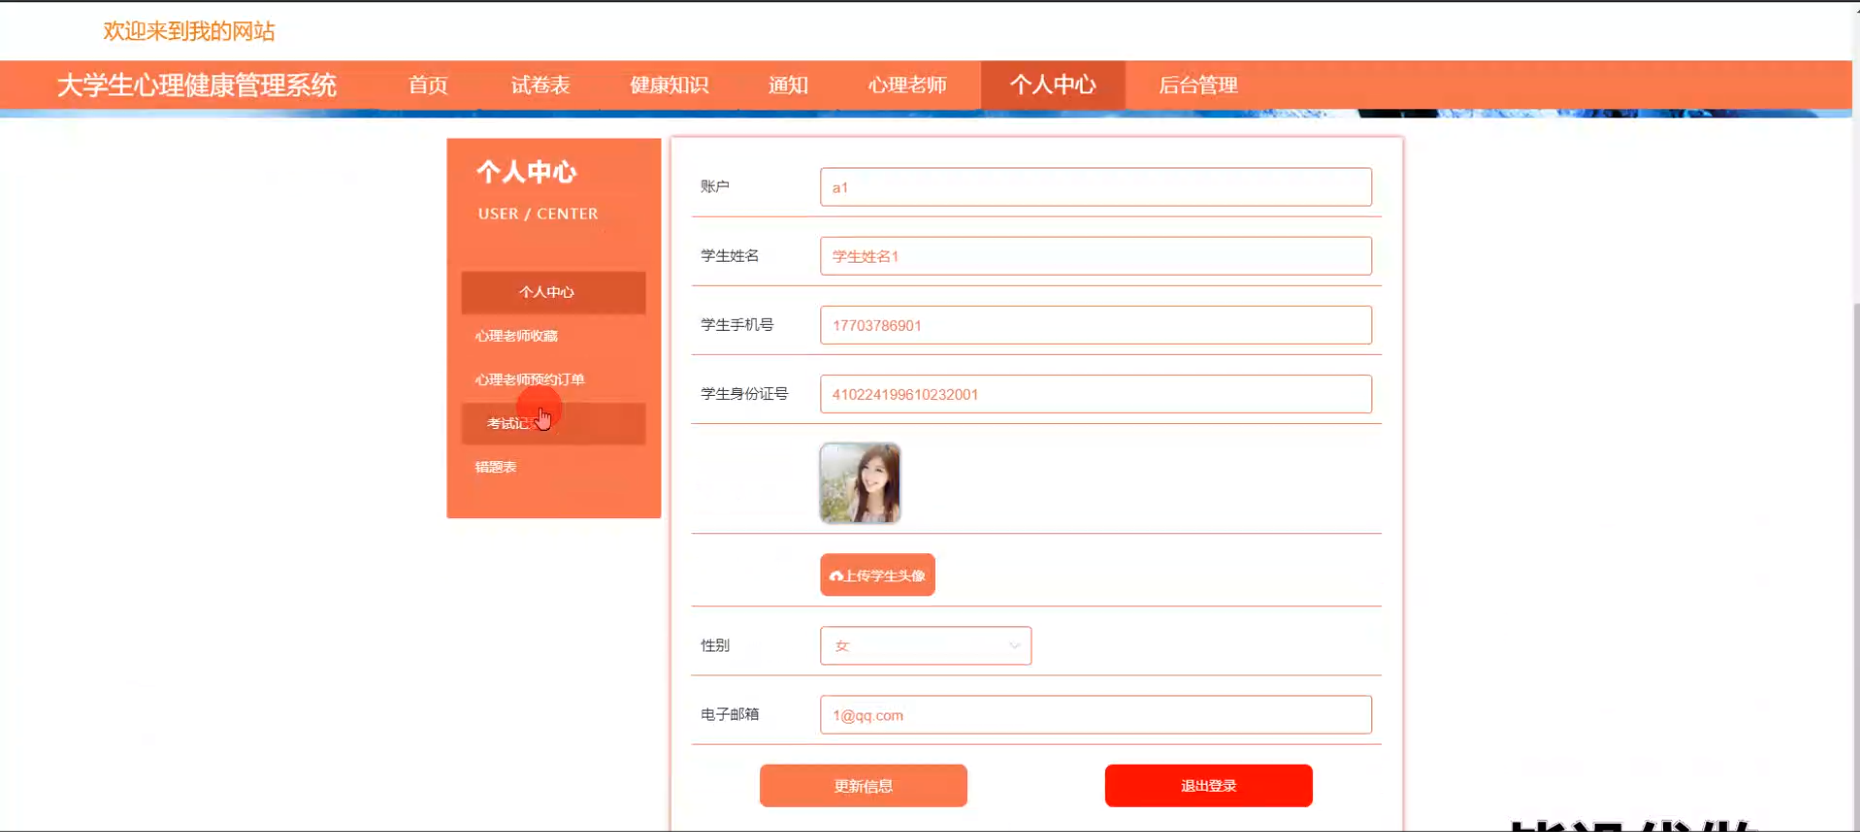 欢迎来到我的网站
大学生心理健康管理系统 首页 试卷表 健康知识 通知 心理老师 个人中心 后台管理
个人中心
USER / CENTER
个人中心
心理老师收藏
心理老师预约订单
考试记
错题表
账户 a1
学生姓名 学生姓名1
学生手机号 17703786901
学生身份证号 410224199610232001
上传学生头像
性别 女
电子邮箱 1@qq.com
更新信息 退出登录